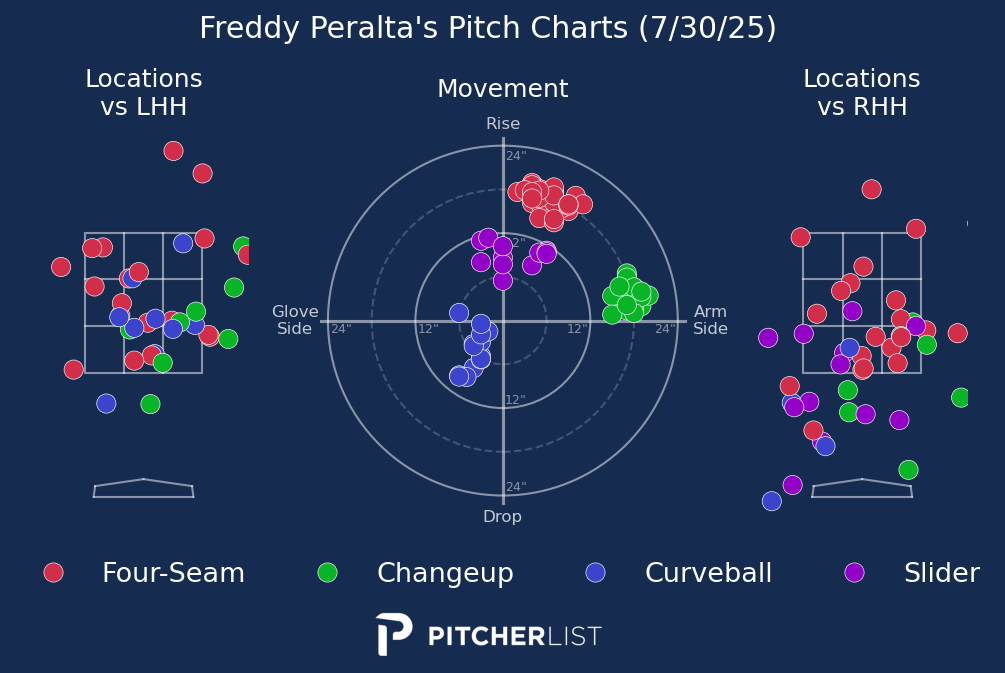 Freddy Peralta's Pitch Charts (7/30/25)
Locations
vs LHH
Movement
Locations
vs RHH
Rise
24"
2"
Glove
Side
24"
12"
12"
24"
Arm
Side
12"
24"
Drop
Four-Seam
Changeup
Curveball
Slider
PITCHERLIST